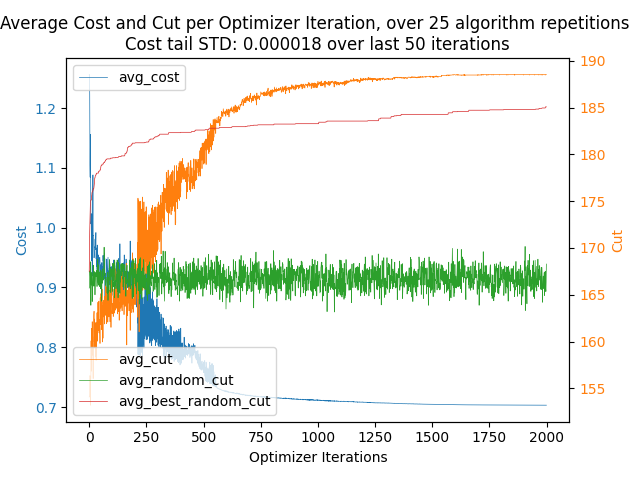 Average Cost and Cut per Optimizer Iteration, over 25 algorithm repetitions
Cost tail STD: 0.000018 over last 50 iterations
avg_cost
1.2
1.1
1.0
0.9
0.8
0.7
Cost
190
185
180
175
170
165
160
155
Cut
avg_cut
avg_random_cut
avg_best_random_cut
0 250 500 750 1000 1250 1500 1750 2000
Optimizer Iterations